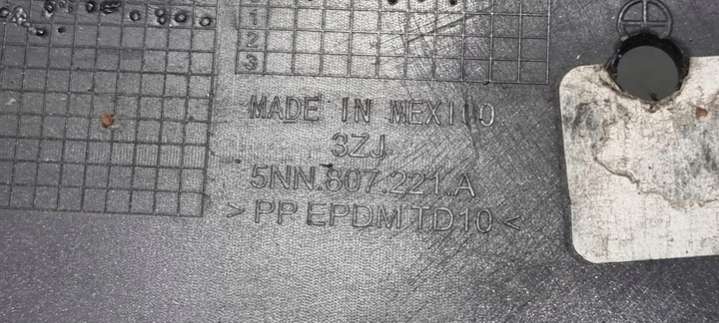 1
2
3
MADE IN MEXICO
3ZJ
5NN.807.221.A
>PP EPDM TD10<